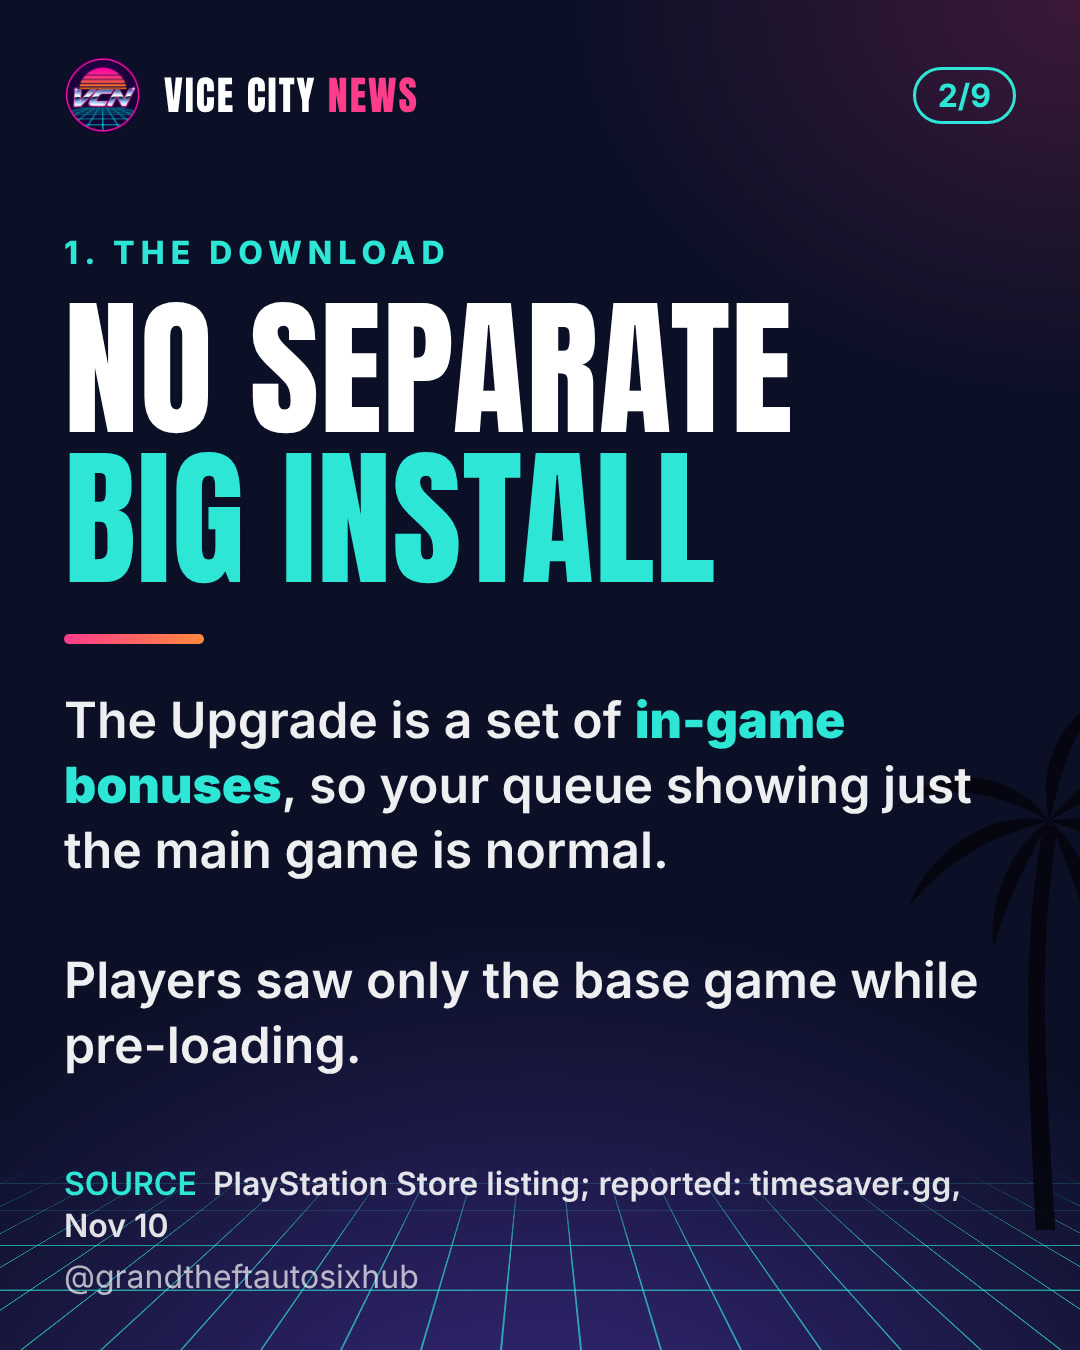 VCN
VICE CITY NEWS
2/9
1. THE DOWNLOAD
NO SEPARATE
BIG INSTALL
The Upgrade is a set of in-game
bonuses, so your queue showing just
the main game is normal.
Players saw only the base game while
pre-loading.
SOURCE PlayStation Store listing; reported: timesaver.gg,
Nov 10
@grandtheftautosixhub